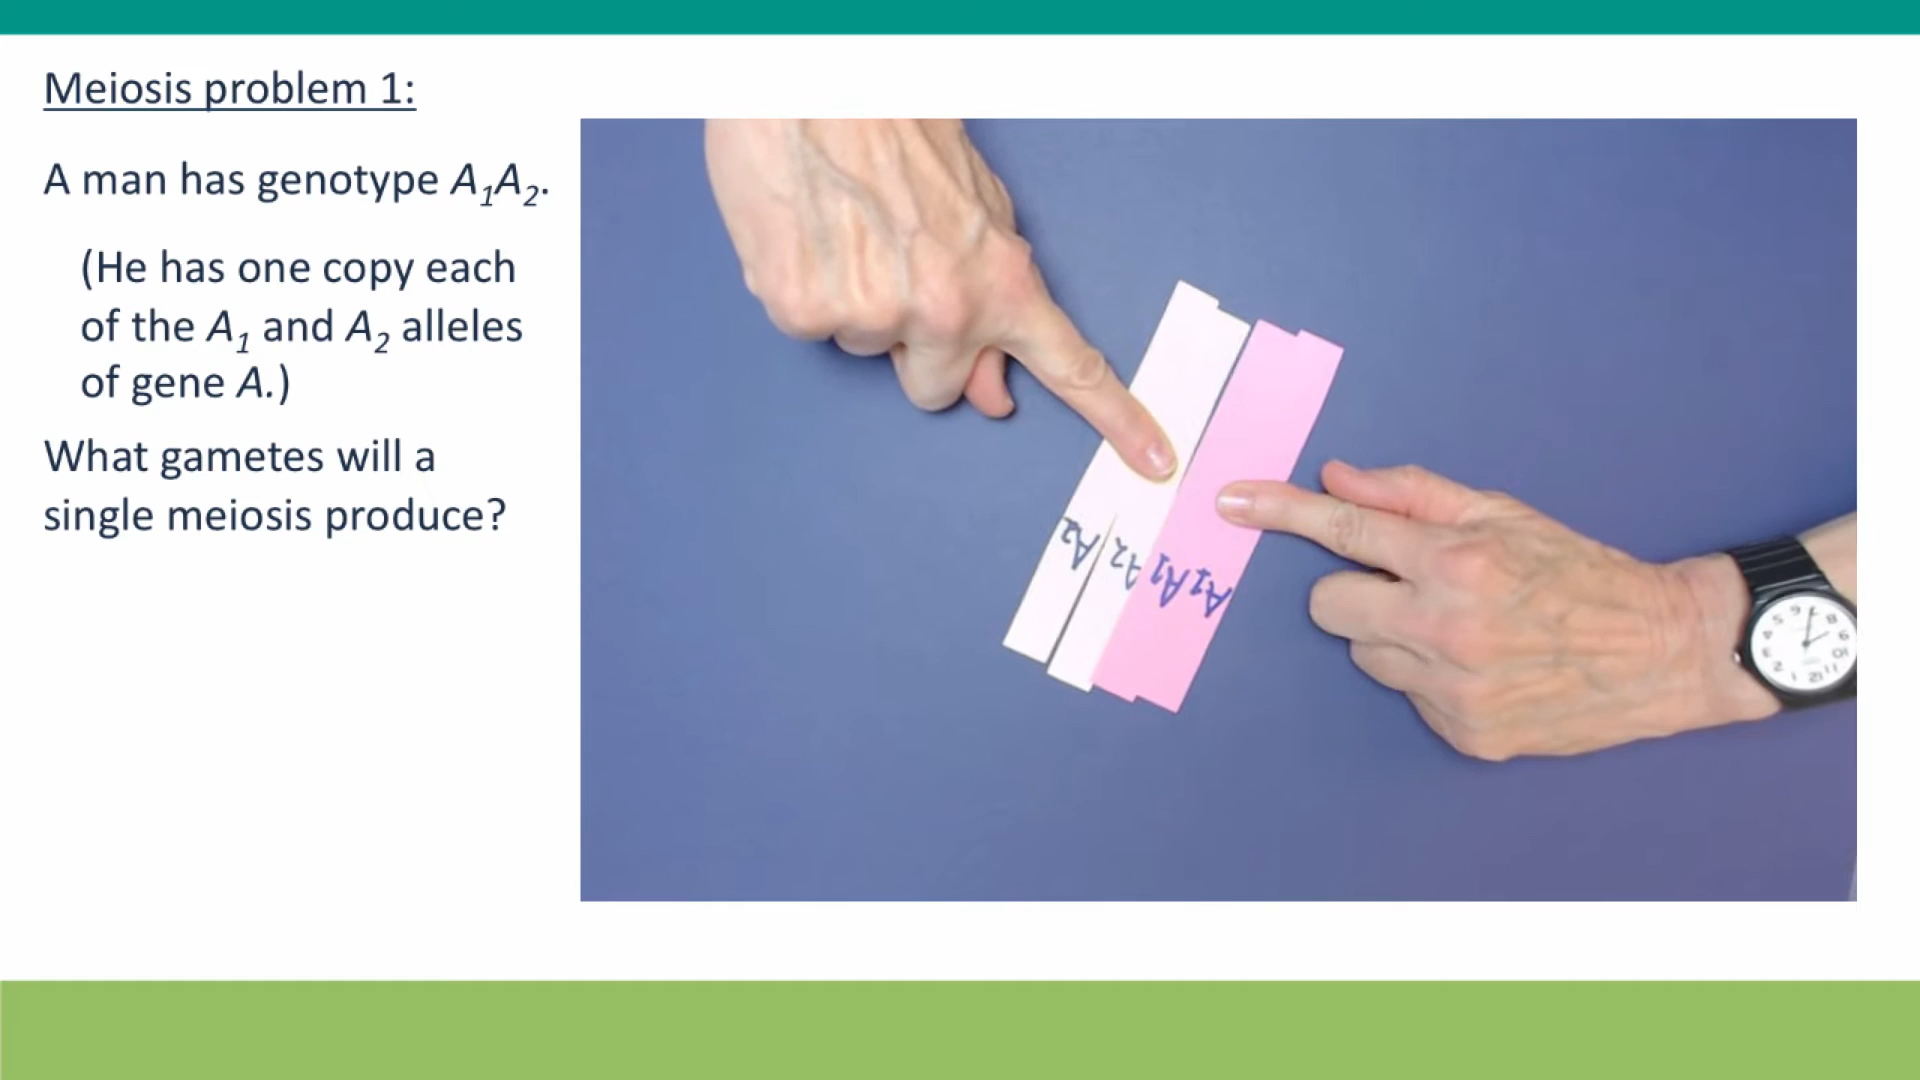 Meiosis problem 1:
A man has genotype A₁A₂.
(He has one copy each
of the A₁ and A₂ alleles
of gene A.)
What gametes will a
single meiosis produce?
A₂ A₂ A₁ A₁